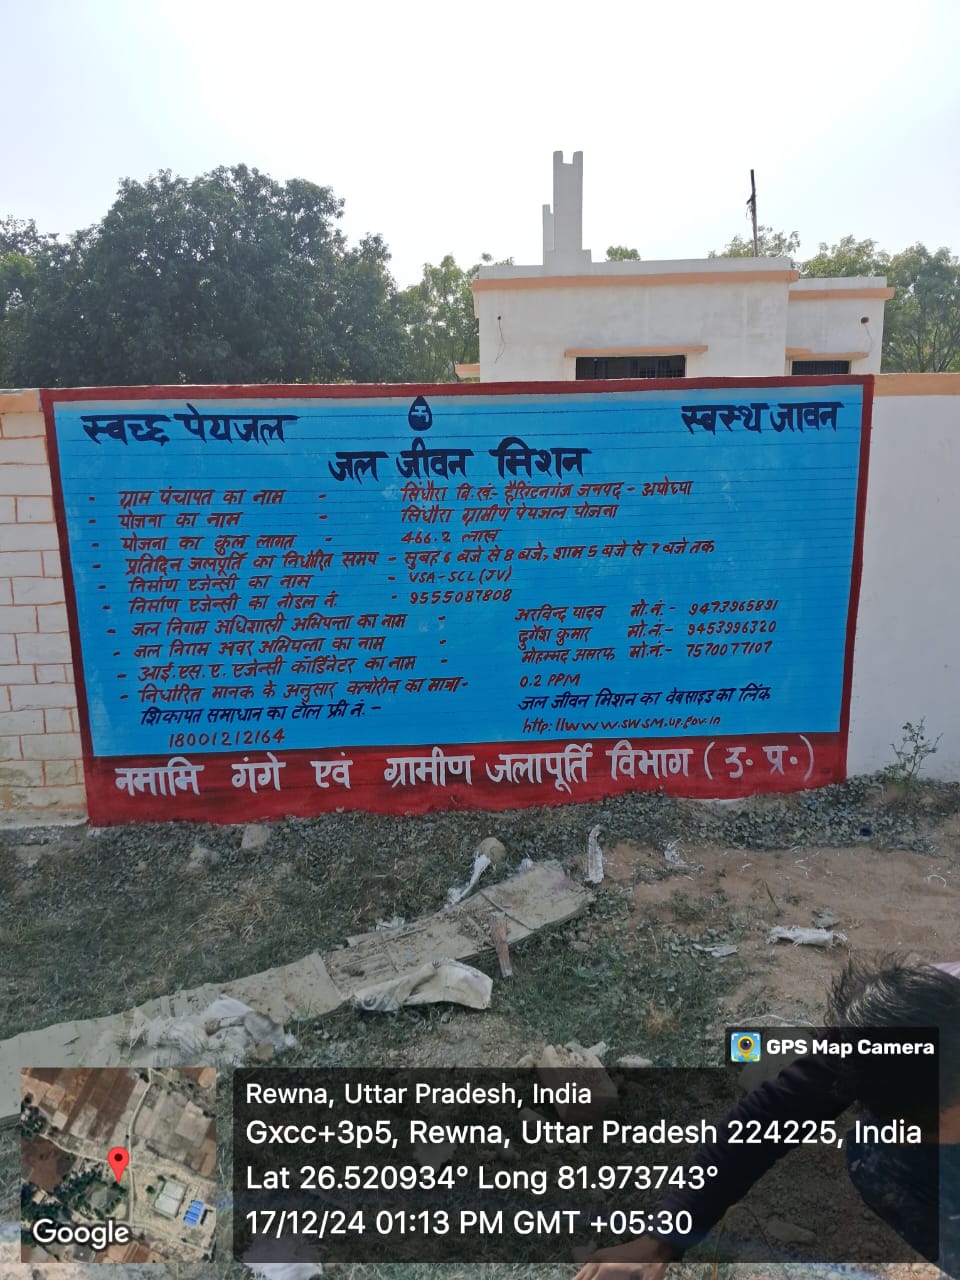 स्वच्छ पेयजल
स्वस्थ जीवन
जल जीवन मिशन
- ग्राम पंचायत का नाम - सिंधौरा वि.खं.- हैरिंग्टनगंज जनपद - अयोध्या
- योजना का नाम - सिंधौरा ग्रामीण पेयजल योजना
- योजना का कुल लागत - 466.2 लाख
- प्रतिदिन जलपूर्ति का निर्धारित समय - सुबह 6 बजे से 8 बजे, शाम 5 बजे से 7 बजे तक
- निर्माण एजेन्सी का नाम - VSA-SCL(JV)
- निर्माण एजेन्सी का नोडल नं. - 9555087808
- जल निगम अधिशासी अभियन्ता का नाम - अरविन्द यादव मो.नं.- 9473965891
- जल निगम अवर अभियन्ता का नाम - दुर्गेश कुमार मो.नं.- 9453996320
- आई.एस.ए. एजेन्सी कॉर्डिनेटर का नाम - मोहम्मद असरफ मो.नं.- 7570077107
- निर्धारित मानक के अनुसार क्लोरीन का मात्रा- 0.2 PPM
शिकायत समाधान का टोल फ्री नं. - जल जीवन मिशन का वेबसाइड का लिंक
18001212164 http://www.swsm.up.gov.in
नमामि गंगे एवं ग्रामीण जलापूर्ति विभाग (उ. प्र.)
GPS Map Camera
Rewna, Uttar Pradesh, India
Gxcc+3p5, Rewna, Uttar Pradesh 224225, India
Lat 26.520934° Long 81.973743°
17/12/24 01:13 PM GMT +05:30
Google